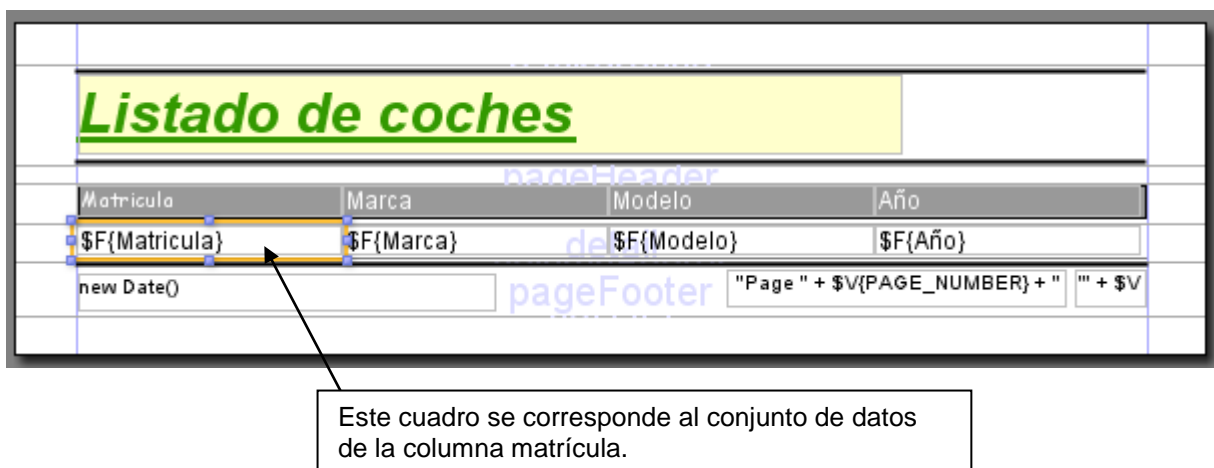 Listado de coches
pageHeader
Matricula Marca Modelo Año
$F{Matricula} $F{Marca} $F{Modelo} $F{Año}
detail
new Date() pageFooter "Page " + $V{PAGE_NUMBER} + " "" + $V
Este cuadro se corresponde al conjunto de datos
de la columna matrícula.